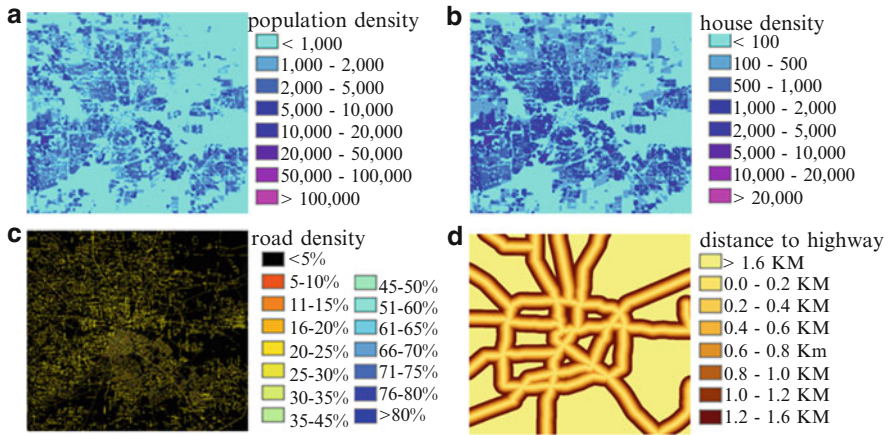 a
population density
< 1,000
1,000 - 2,000
2,000 - 5,000
5,000 - 10,000
10,000 - 20,000
20,000 - 50,000
50,000 - 100,000
> 100,000
b
house density
< 100
100 - 500
500 - 1,000
1,000 - 2,000
2,000 - 5,000
5,000 - 10,000
10,000 - 20,000
> 20,000
c
road density
<5%
5-10%
11-15%
16-20%
20-25%
25-30%
30-35%
35-45%
45-50%
51-60%
61-65%
66-70%
71-75%
76-80%
>80%
d
distance to highway
> 1.6 KM
0.0 - 0.2 KM
0.2 - 0.4 KM
0.4 - 0.6 KM
0.6 - 0.8 Km
0.8 - 1.0 KM
1.0 - 1.2 KM
1.2 - 1.6 KM